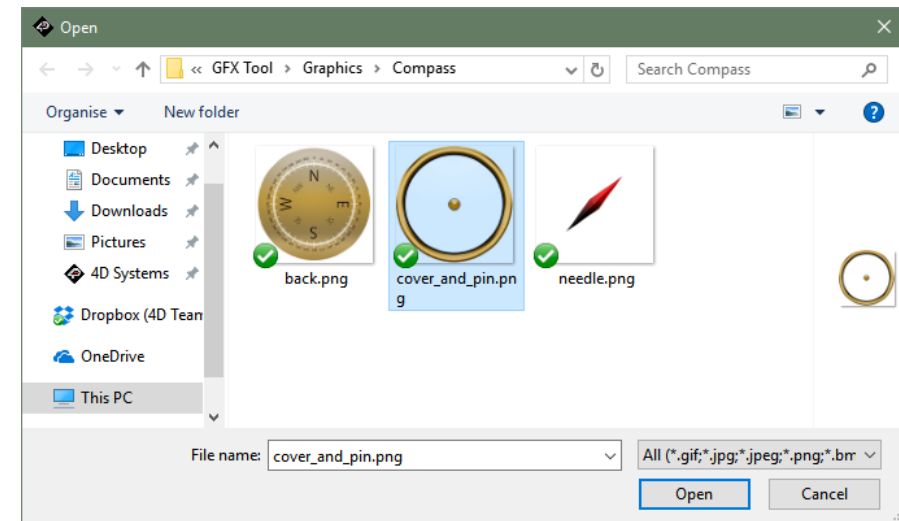 Open
« GFX Tool › Graphics › Compass
Search Compass
Organise
New folder
Desktop
Documents
Downloads
Pictures
4D Systems
Dropbox (4D Team
OneDrive
This PC
N
E
S
W
back.png
cover_and_pin.pn
g
needle.png
File name: cover_and_pin.png
All (*.gif;*.jpg;*.jpeg;*.png;*.bm
Open
Cancel